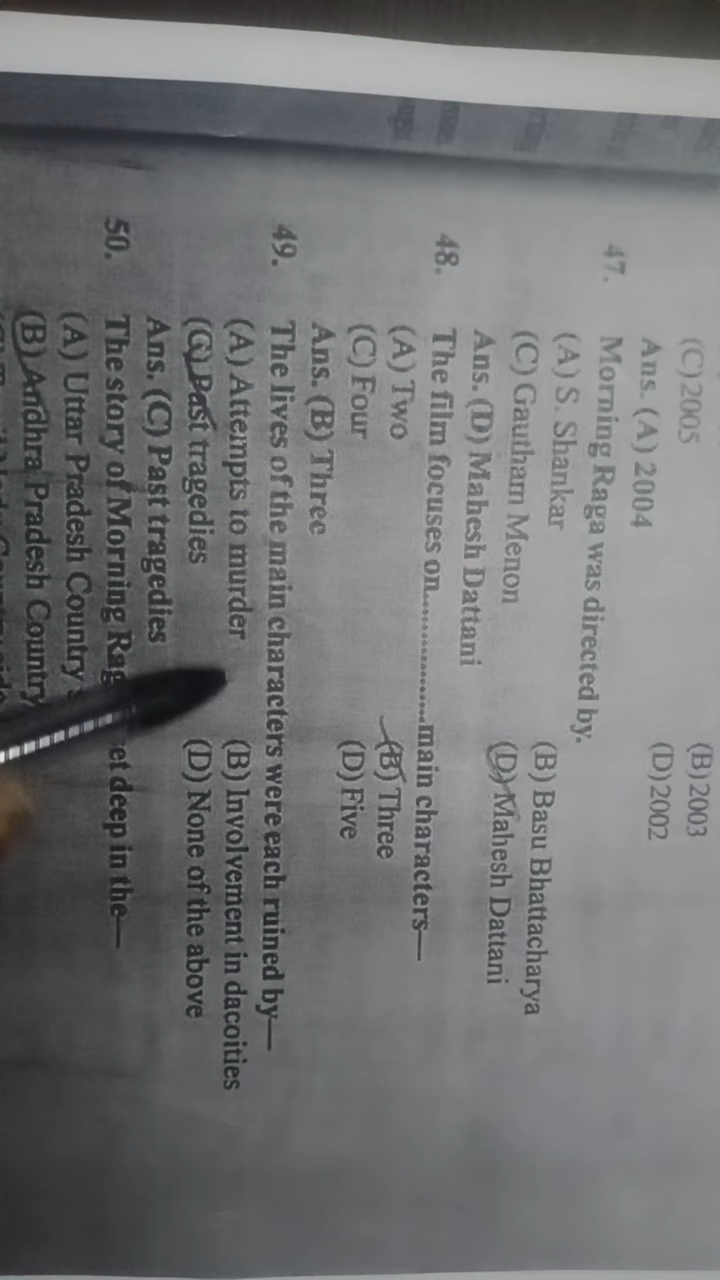 (C) 2005 (B) 2003
Ans. (A) 2004 (D) 2002
47. Morning Raga was directed by.
(A) S. Shankar (B) Basu Bhattacharya
(C) Gautham Menon (D) Mahesh Dattani
Ans. (D) Mahesh Dattani
48. The film focuses on..................main characters—
(A) Two (B) Three
(C) Four (D) Five
Ans. (B) Three
49. The lives of the main characters were each ruined by—
(A) Attempts to murder (B) Involvement in dacoities
(C) Past tragedies (D) None of the above
Ans. (C) Past tragedies
50. The story of Morning Rag et deep in the—
(A) Uttar Pradesh Country
(B) Andhra Pradesh Country